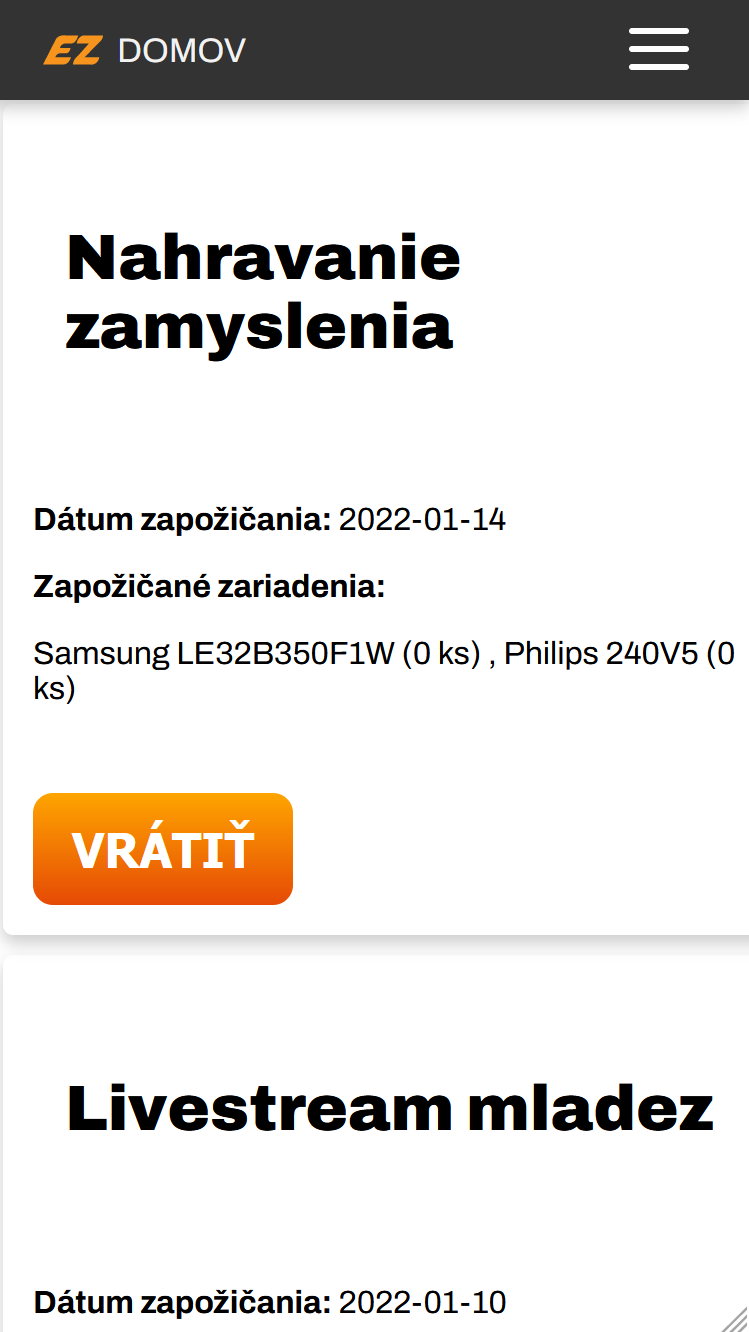 EZ DOMOV
Nahravanie
zamyslenia
Dátum zapožičania: 2022-01-14
Zapožičané zariadenia:
Samsung LE32B350F1W (0 ks) , Philips 240V5 (0
ks)
VRÁTIŤ
Livestream mladez
Dátum zapožičania: 2022-01-10